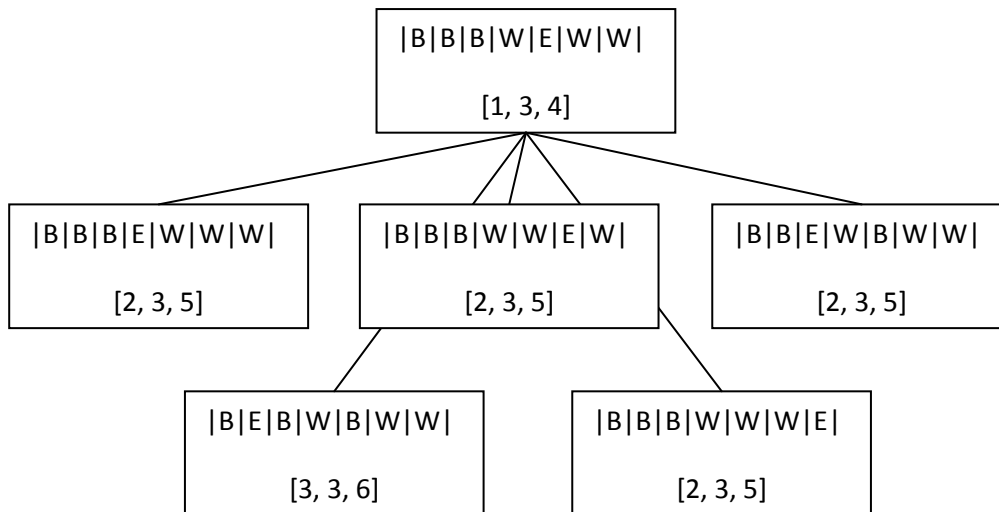 |B|B|B|W|E|W|W|
[1, 3, 4]
|B|B|B|E|W|W|W|
[2, 3, 5]
|B|B|B|W|W|E|W|
[2, 3, 5]
|B|B|E|W|B|W|W|
[2, 3, 5]
|B|E|B|W|B|W|W|
[3, 3, 6]
|B|B|B|W|W|W|E|
[2, 3, 5]